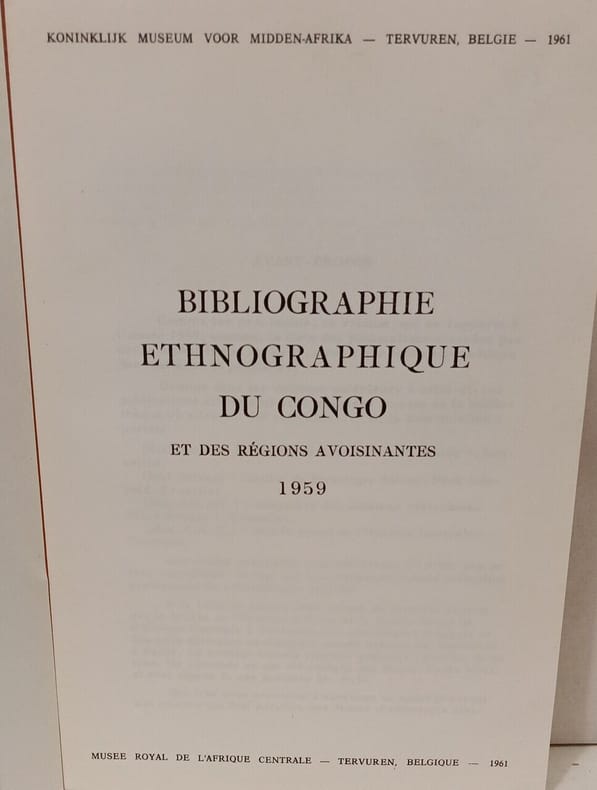 KONINKLIJK MUSEUM VOOR MIDDEN-AFRIKA — TERVUREN, BELGIE — 1961
BIBLIOGRAPHIE
ETHNOGRAPHIQUE
DU CONGO
ET DES RÉGIONS AVOISINANTES
1959
MUSEE ROYAL DE L'AFRIQUE CENTRALE — TERVUREN, BELGIQUE — 1961